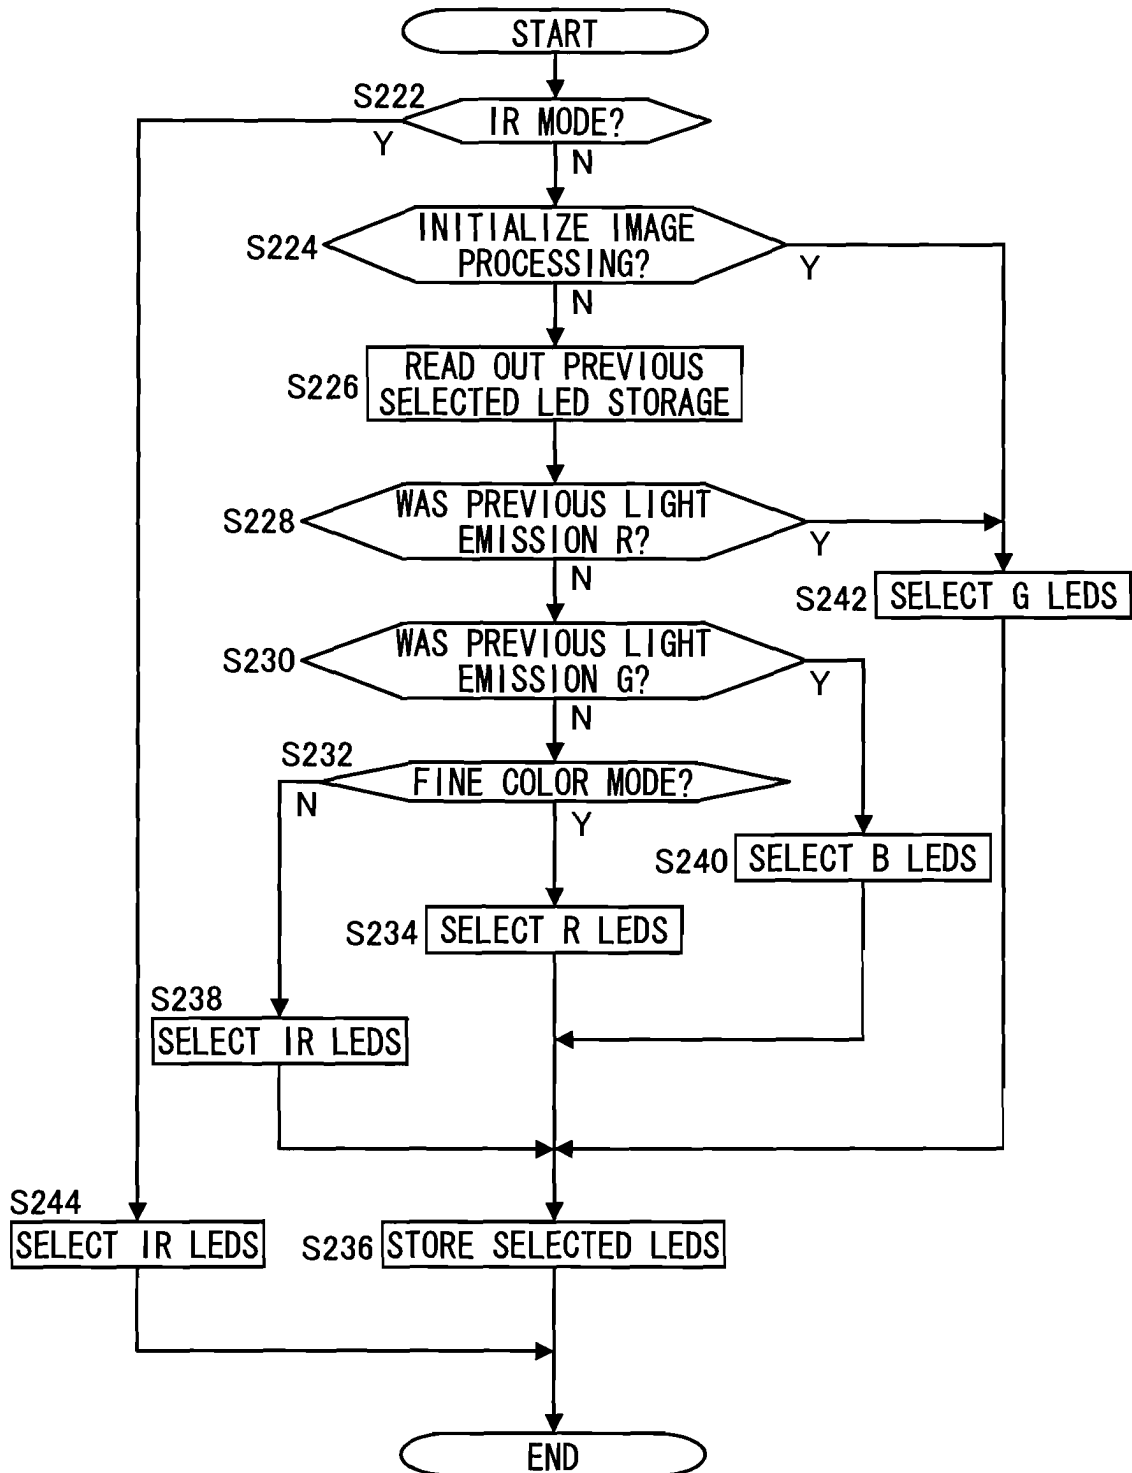 START
S222
IR MODE?
Y
N
S224
INITIALIZE IMAGE
PROCESSING?
Y
N
S226
READ OUT PREVIOUS
SELECTED LED STORAGE
S228
WAS PREVIOUS LIGHT
EMISSION R?
Y
N
S242
SELECT G LEDS
S230
WAS PREVIOUS LIGHT
EMISSION G?
Y
N
S232
FINE COLOR MODE?
N
Y
S240
SELECT B LEDS
S234
SELECT R LEDS
S238
SELECT IR LEDS
S244
SELECT IR LEDS
S236
STORE SELECTED LEDS
END